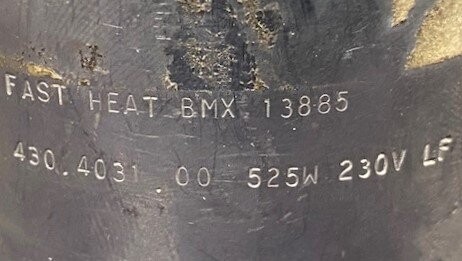 FAST HEAT BMX 13885
430.4031.00 525W 230V LF